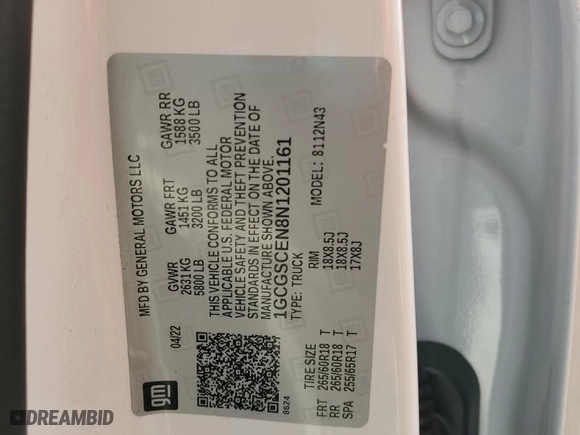 MFD BY GENERAL MOTORS LLC
04/22
GVWR
2631 KG
5800 LB
GAWR FRT
1451 KG
3200 LB
GAWR RR
1588 KG
3500 LB
THIS VEHICLE CONFORMS TO ALL
APPLICABLE U.S. FEDERAL MOTOR
VEHICLE SAFETY AND THEFT PREVENTION
STANDARDS IN EFFECT ON THE DATE OF
MANUFACTURE SHOWN ABOVE.
1GCGSCEN8N1201161
TYPE: TRUCK
MODEL: 8112N43
TIRE SIZE RIM
FRT 265/60R18 T 18X8.5J
RR 265/60R18 T 18X8.5J
SPA 255/65R17 T 17X8J
gm
8624
DREAMBID